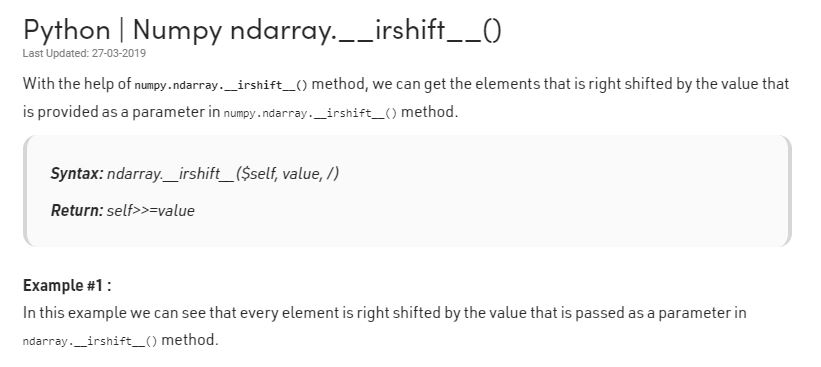 Python | Numpy ndarray.__irshift__()
Last Updated: 27-03-2019
With the help of numpy.ndarray.__irshift__() method, we can get the elements that is right shifted by the value that
is provided as a parameter in numpy.ndarray.__irshift__() method.
Syntax: ndarray.__irshift__($self, value, /)
Return: self>>=value
Example #1 :
In this example we can see that every element is right shifted by the value that is passed as a parameter in
ndarray.__irshift__() method.